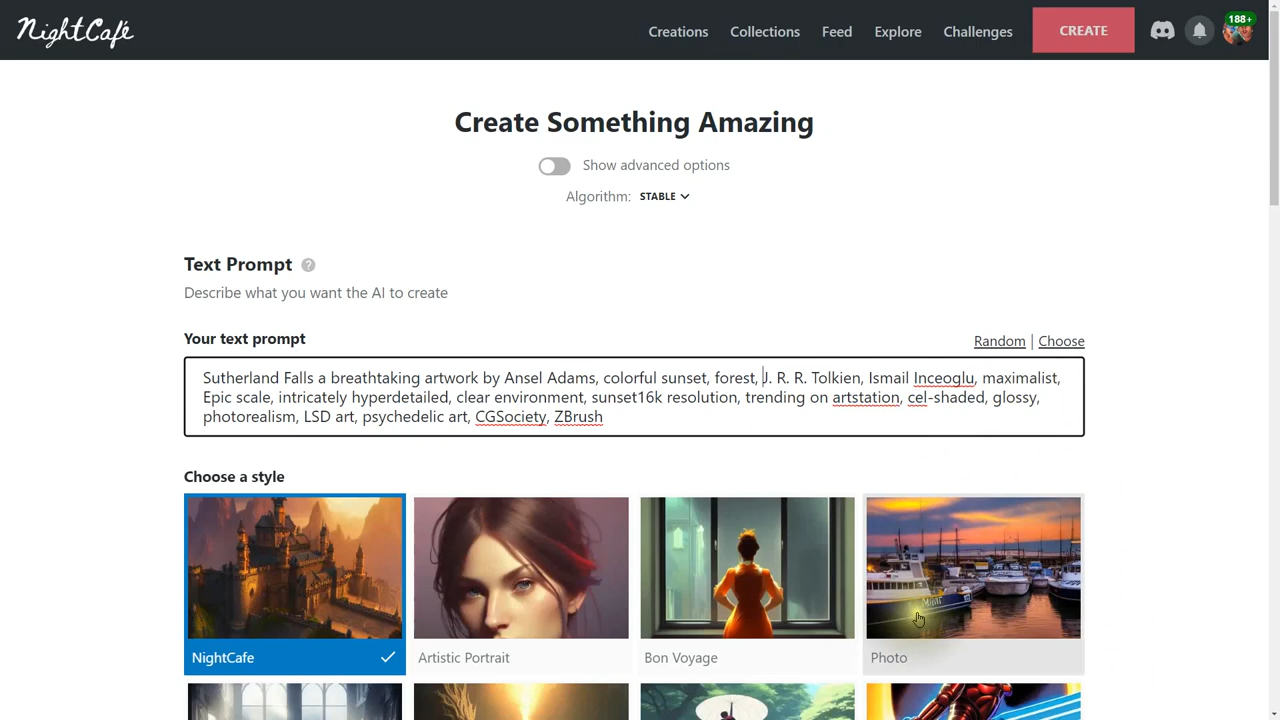 NightCafé
Creations
Collections
Feed
Explore
Challenges
CREATE
188+
Create Something Amazing
Show advanced options
Algorithm: STABLE
Text Prompt ?
Describe what you want the AI to create
Your text prompt
Random | Choose
Sutherland Falls a breathtaking artwork by Ansel Adams, colorful sunset, forest, J. R. R. Tolkien, Ismail Inceoglu, maximalist,
Epic scale, intricately hyperdetailed, clear environment, sunset16k resolution, trending on artstation, cel-shaded, glossy,
photorealism, LSD art, psychedelic art, CGSociety, ZBrush
Choose a style
NightCafe
Artistic Portrait
Bon Voyage
Photo